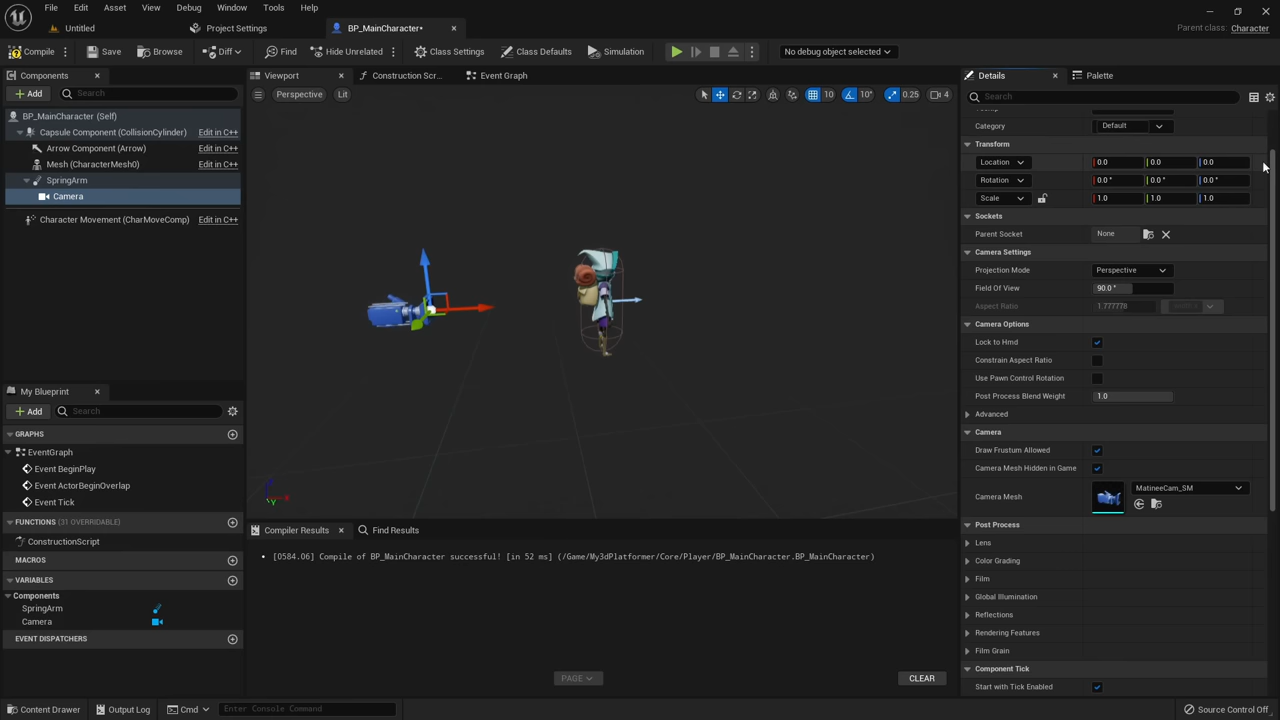 File Edit Asset View Debug Window Tools Help
Untitled
Project Settings
BP_MainCharacter*
Parent class: Character
Compile
Save
Browse
Diff
Find
Hide Unrelated
Class Settings
Class Defaults
Simulation
No debug object selected
Components
Add
Search
BP_MainCharacter (Self)
Capsule Component (CollisionCylinder) Edit in C++
Arrow Component (Arrow) Edit in C++
Mesh (CharacterMesh0) Edit in C++
SpringArm
Camera
Character Movement (CharMoveComp) Edit in C++
My Blueprint
Add
Search
GRAPHS
EventGraph
Event BeginPlay
Event ActorBeginOverlap
Event Tick
FUNCTIONS (31 OVERRIDABLE)
ConstructionScript
MACROS
VARIABLES
Components
SpringArm
Camera
EVENT DISPATCHERS
Viewport
Construction Scr...
Event Graph
Perspective
Lit
10
10°
0.25
4
Compiler Results
Find Results
[0584.06] Compile of BP_MainCharacter successful! [in 52 ms] (/Game/My3dPlatformer/Core/Player/BP_MainCharacter.BP_MainCharacter)
PAGE
CLEAR
Details
Palette
Search
Category Default
Transform
Location 0.0 0.0 0.0
Rotation 0.0 ° 0.0 ° 0.0 °
Scale 1.0 1.0 1.0
Sockets
Parent Socket None
Camera Settings
Projection Mode Perspective
Field Of View 90.0 °
Aspect Ratio 1.777778
Camera Options
Lock to Hmd
Constrain Aspect Ratio
Use Pawn Control Rotation
Post Process Blend Weight 1.0
Advanced
Camera
Draw Frustum Allowed
Camera Mesh Hidden in Game
Camera Mesh MatineeCam_SM
Post Process
Lens
Color Grading
Film
Global Illumination
Reflections
Rendering Features
Film Grain
Component Tick
Start with Tick Enabled
Content Drawer
Output Log
Cmd
Enter Console Command
Source Control Off